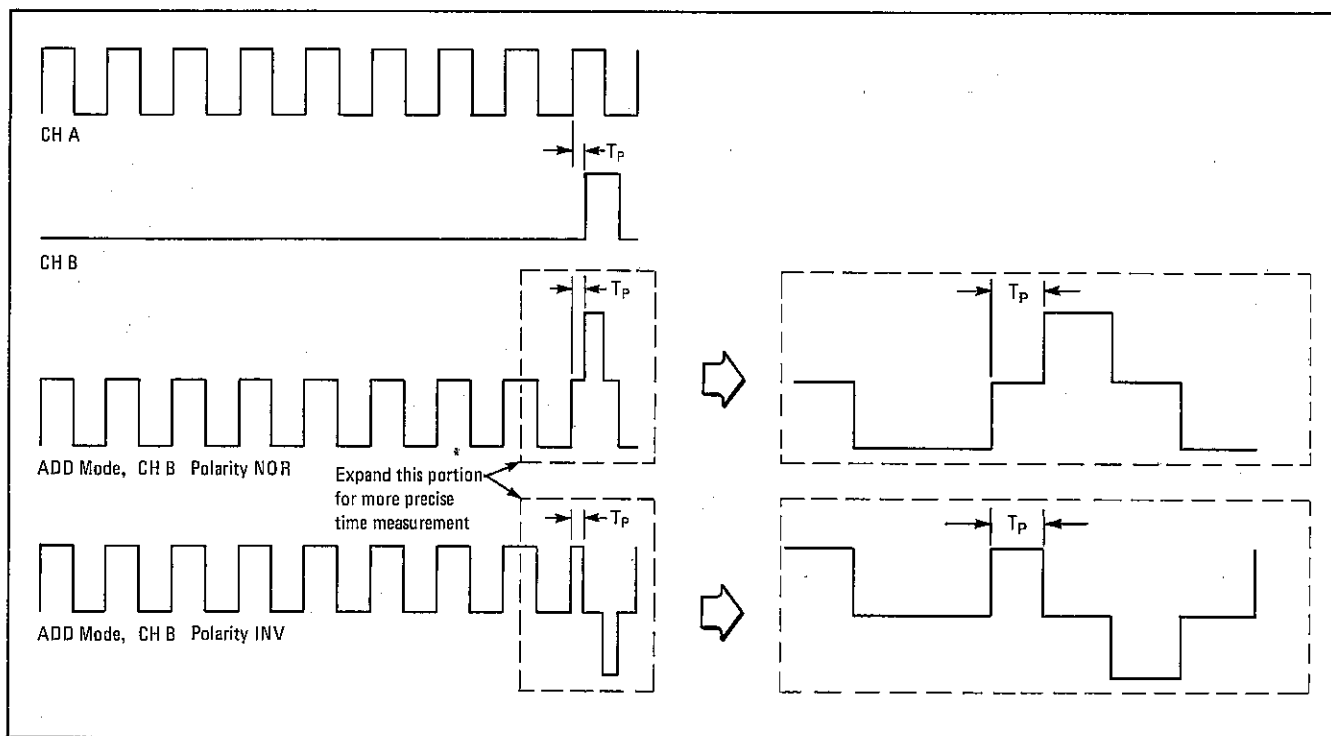 CH A
T_P
CH B
T_P
T_P
ADD Mode, CH B Polarity NOR
Expand this portion
for more precise
time measurement
T_P
T_P
ADD Mode, CH B Polarity INV